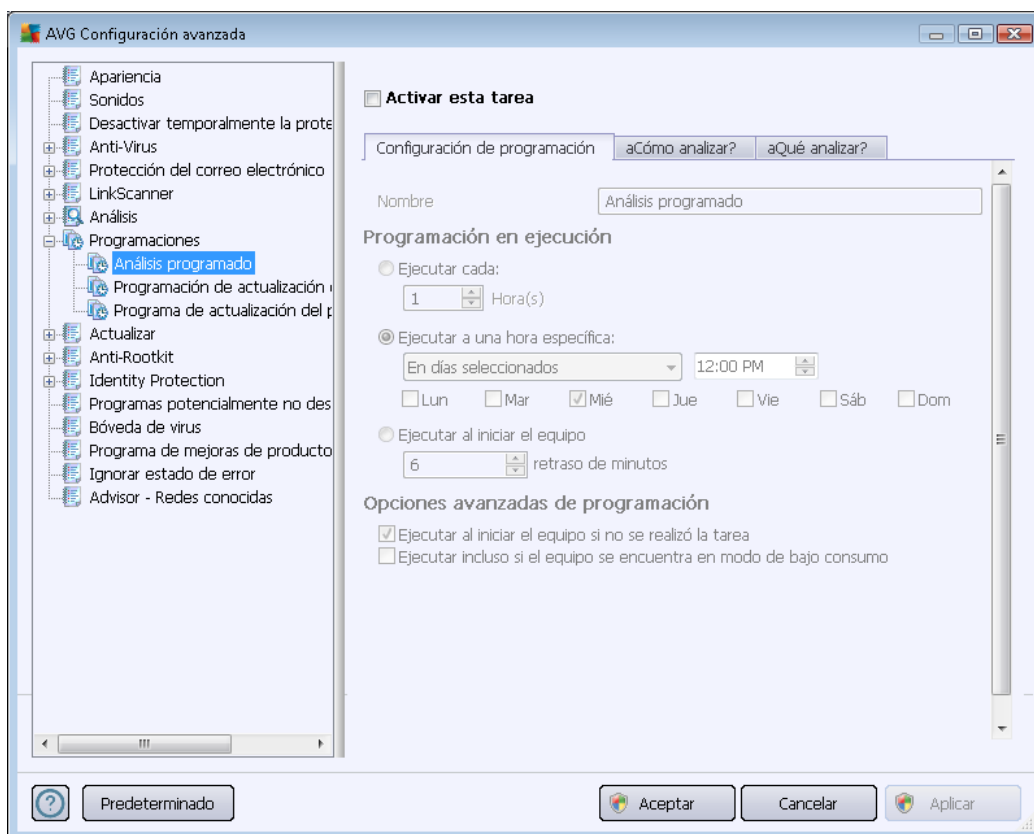 AVG Configuración avanzada
Apariencia
Sonidos
Desactivar temporalmente la prote
Anti-Virus
Protección del correo electrónico
LinkScanner
Análisis
Programaciones
Análisis programado
Programación de actualización
Programa de actualización del p
Actualizar
Anti-Rootkit
Identity Protection
Programas potencialmente no des
Bóveda de virus
Programa de mejoras de producto
Ignorar estado de error
Advisor - Redes conocidas
Activar esta tarea
Configuración de programación aCómo analizar? aQué analizar?
Nombre Análisis programado
Programación en ejecución
Ejecutar cada:
1 Hora(s)
Ejecutar a una hora específica:
En días seleccionados 12:00 PM
Lun Mar Mié Jue Vie Sáb Dom
Ejecutar al iniciar el equipo
6 retraso de minutos
Opciones avanzadas de programación
Ejecutar al iniciar el equipo si no se realizó la tarea
Ejecutar incluso si el equipo se encuentra en modo de bajo consumo
Predeterminado Aceptar Cancelar Aplicar